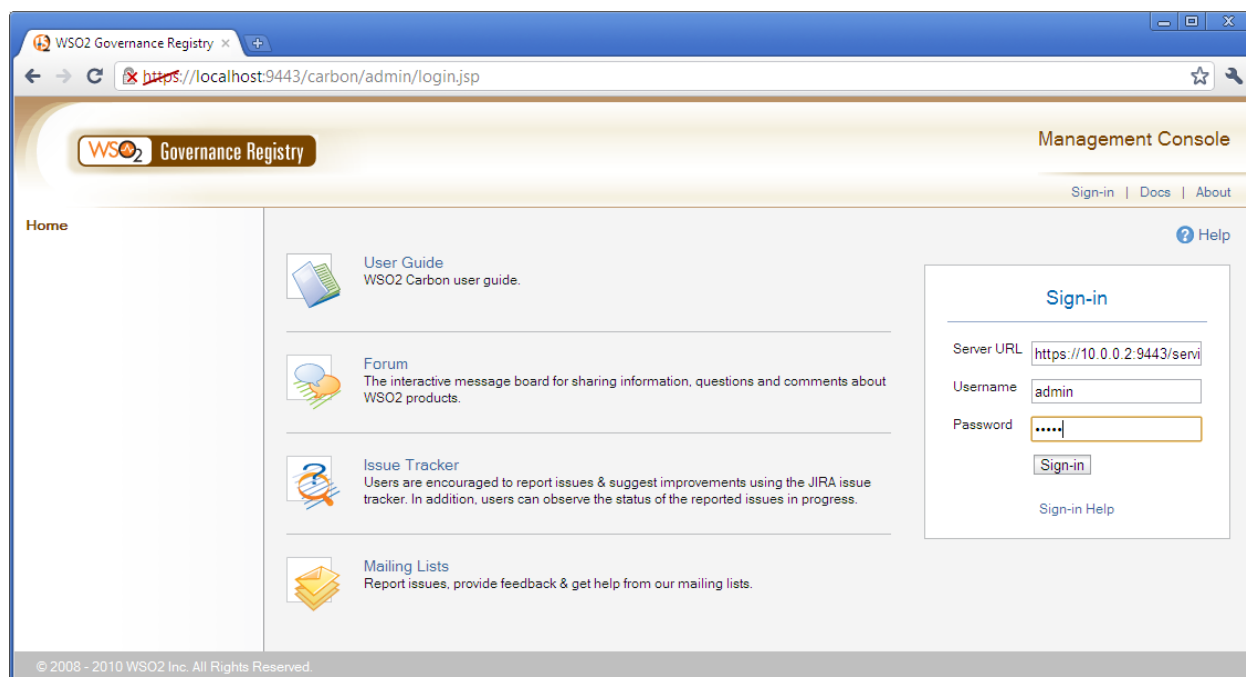 WSO2 Governance Registry
https://localhost:9443/carbon/admin/login.jsp
WSO2 Governance Registry
Management Console
Sign-in | Docs | About
Home
Help
User Guide
WSO2 Carbon user guide.
Forum
The interactive message board for sharing information, questions and comments about
WSO2 products.
Issue Tracker
Users are encouraged to report issues & suggest improvements using the JIRA issue
tracker. In addition, users can observe the status of the reported issues in progress.
Mailing Lists
Report issues, provide feedback & get help from our mailing lists.
Sign-in
Server URL https://10.0.0.2:9443/servi
Username admin
Password •••••
Sign-in
Sign-in Help
© 2008 - 2010 WSO2 Inc. All Rights Reserved.